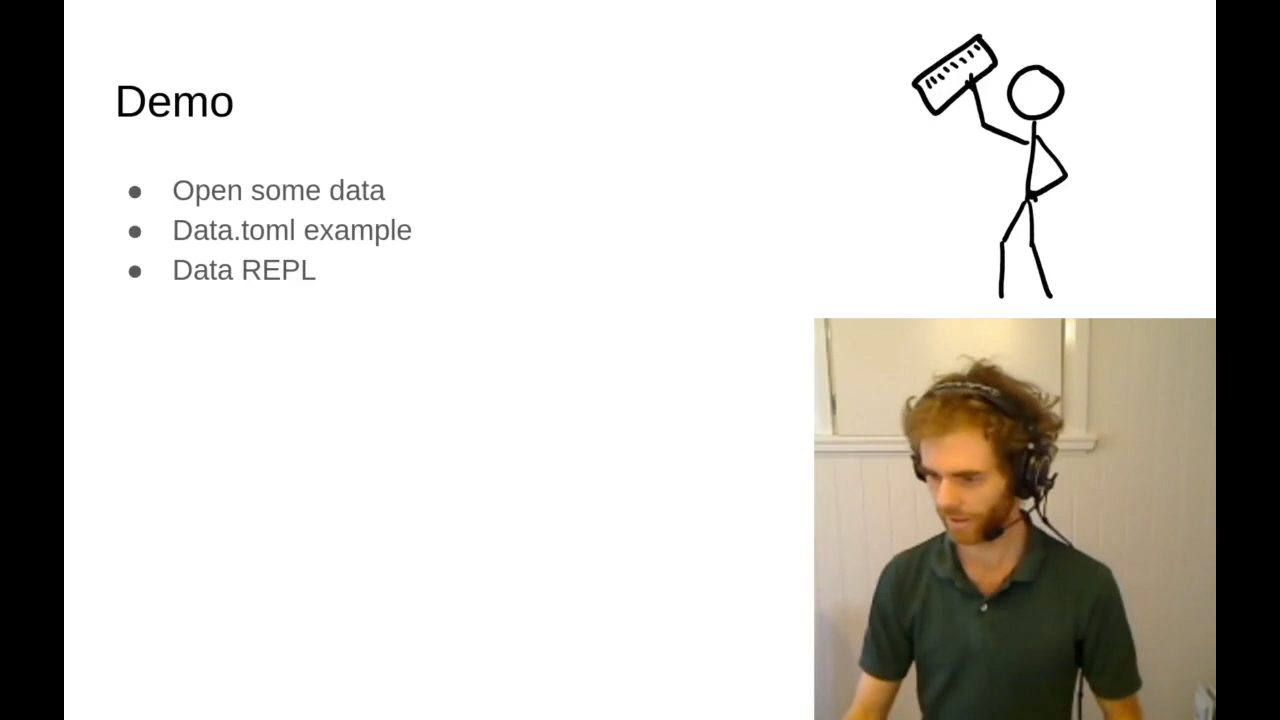 Demo
● Open some data
● Data.toml example
● Data REPL